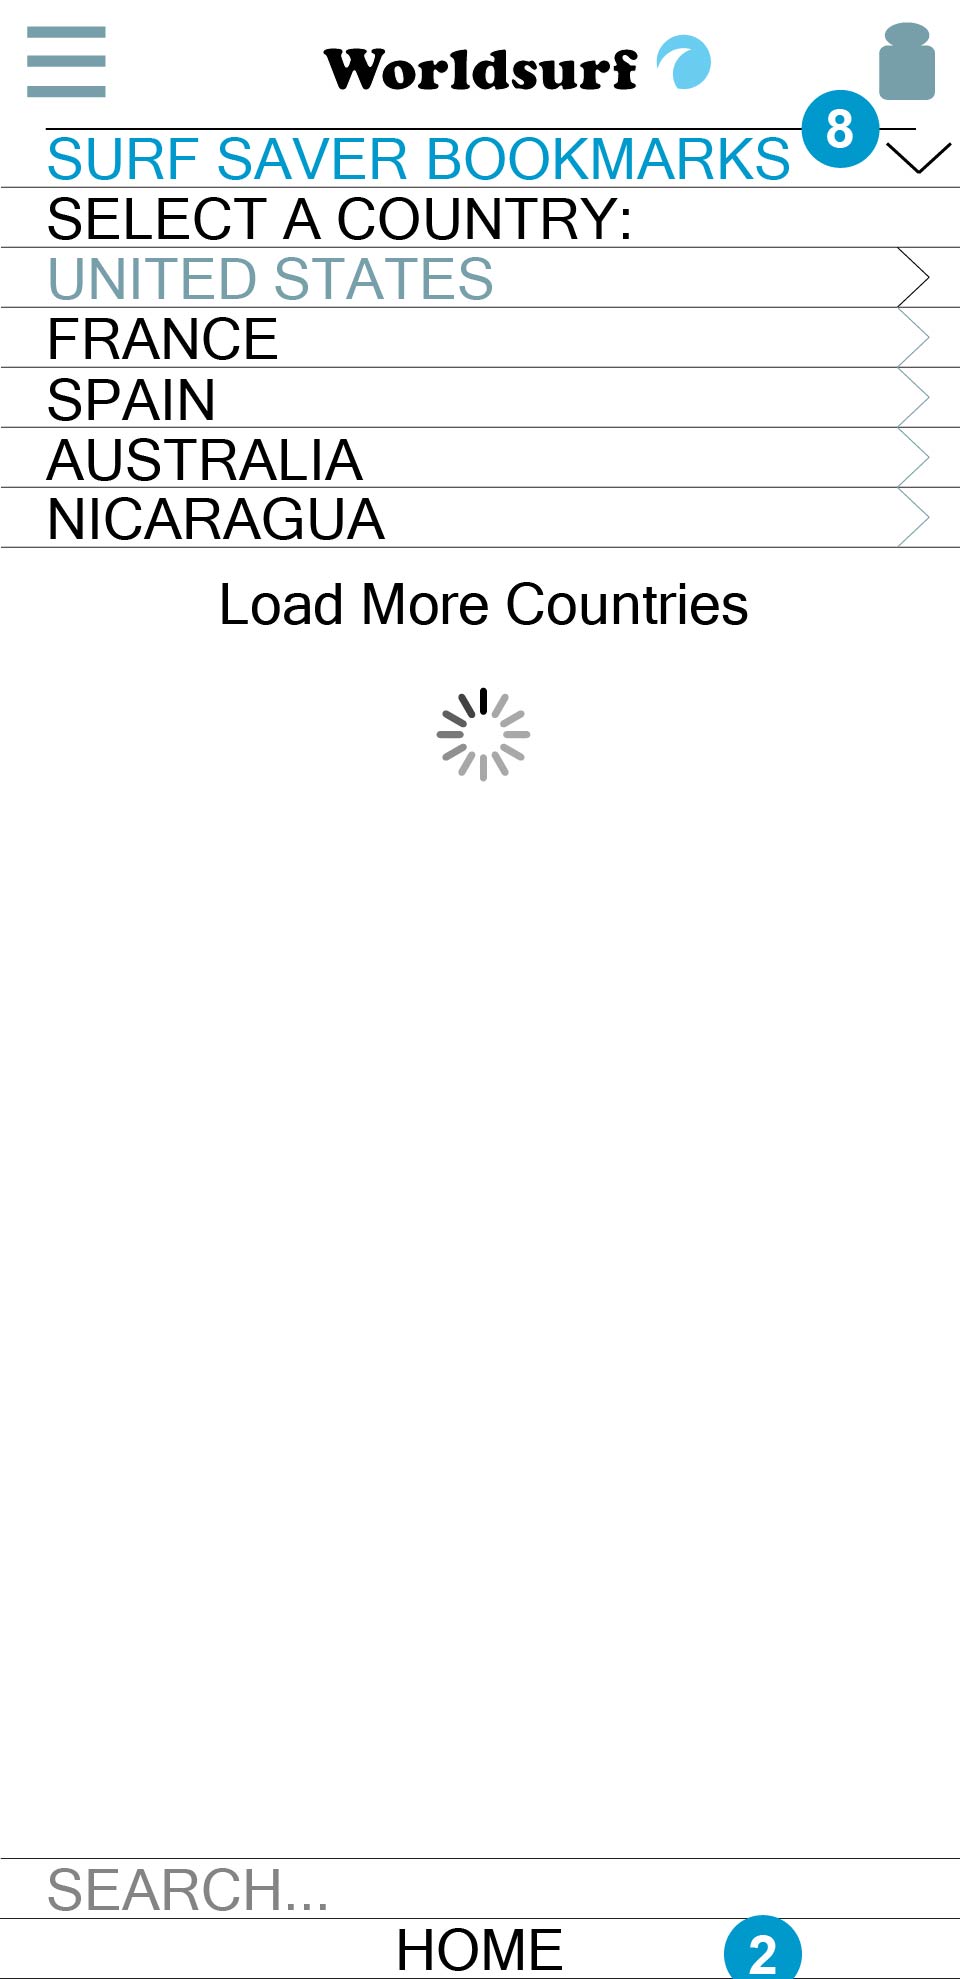 Worldsurf
8
SURF SAVER BOOKMARKS
SELECT A COUNTRY:
UNITED STATES
FRANCE
SPAIN
AUSTRALIA
NICARAGUA
Load More Countries
SEARCH...
HOME 2